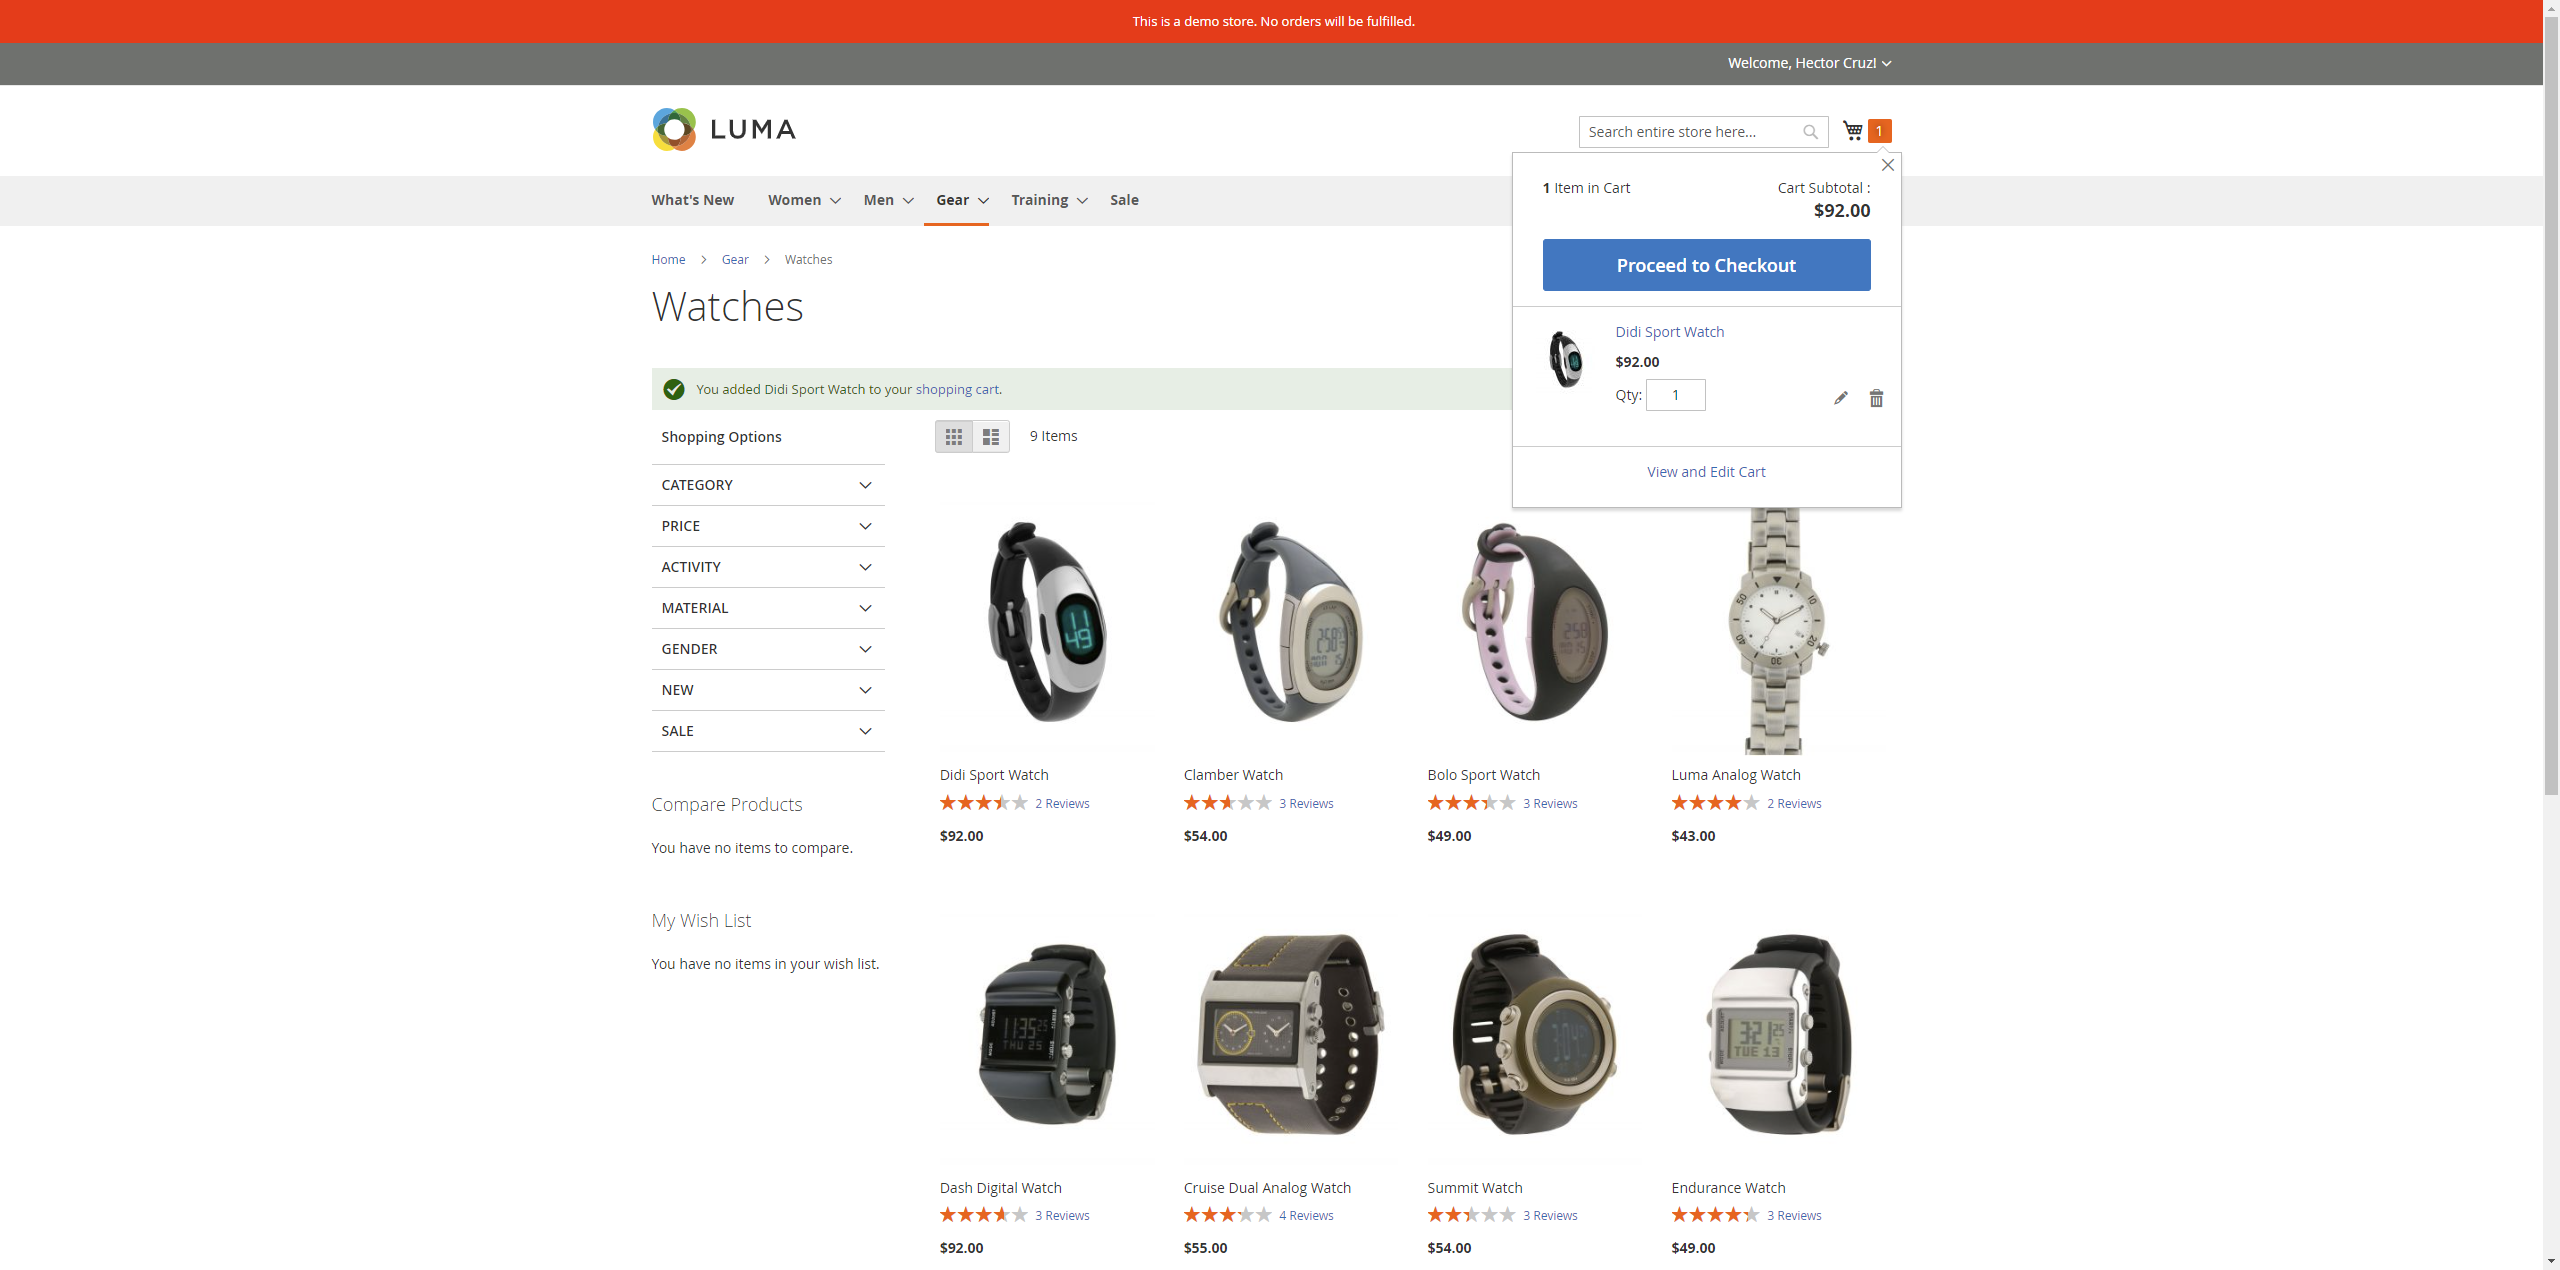 This is a demo store. No orders will be fulfilled.
Welcome, Hector Cruz!
LUMA
Search entire store here...
1
What's New
Women
Men
Gear
Training
Sale
1 Item in Cart
Cart Subtotal :
$92.00
Proceed to Checkout
Didi Sport Watch
$92.00
Qty: 1
View and Edit Cart
Home
Gear
Watches
Watches
You added Didi Sport Watch to your shopping cart.
Shopping Options
CATEGORY
PRICE
ACTIVITY
MATERIAL
GENDER
NEW
SALE
Compare Products
You have no items to compare.
My Wish List
You have no items in your wish list.
9 Items
11
49
Didi Sport Watch
2 Reviews
$92.00
Clamber Watch
3 Reviews
$54.00
Bolo Sport Watch
3 Reviews
$49.00
Luma Analog Watch
2 Reviews
$43.00
Dash Digital Watch
3 Reviews
$92.00
Cruise Dual Analog Watch
4 Reviews
$55.00
Summit Watch
3 Reviews
$54.00
TUE 13
Endurance Watch
3 Reviews
$49.00